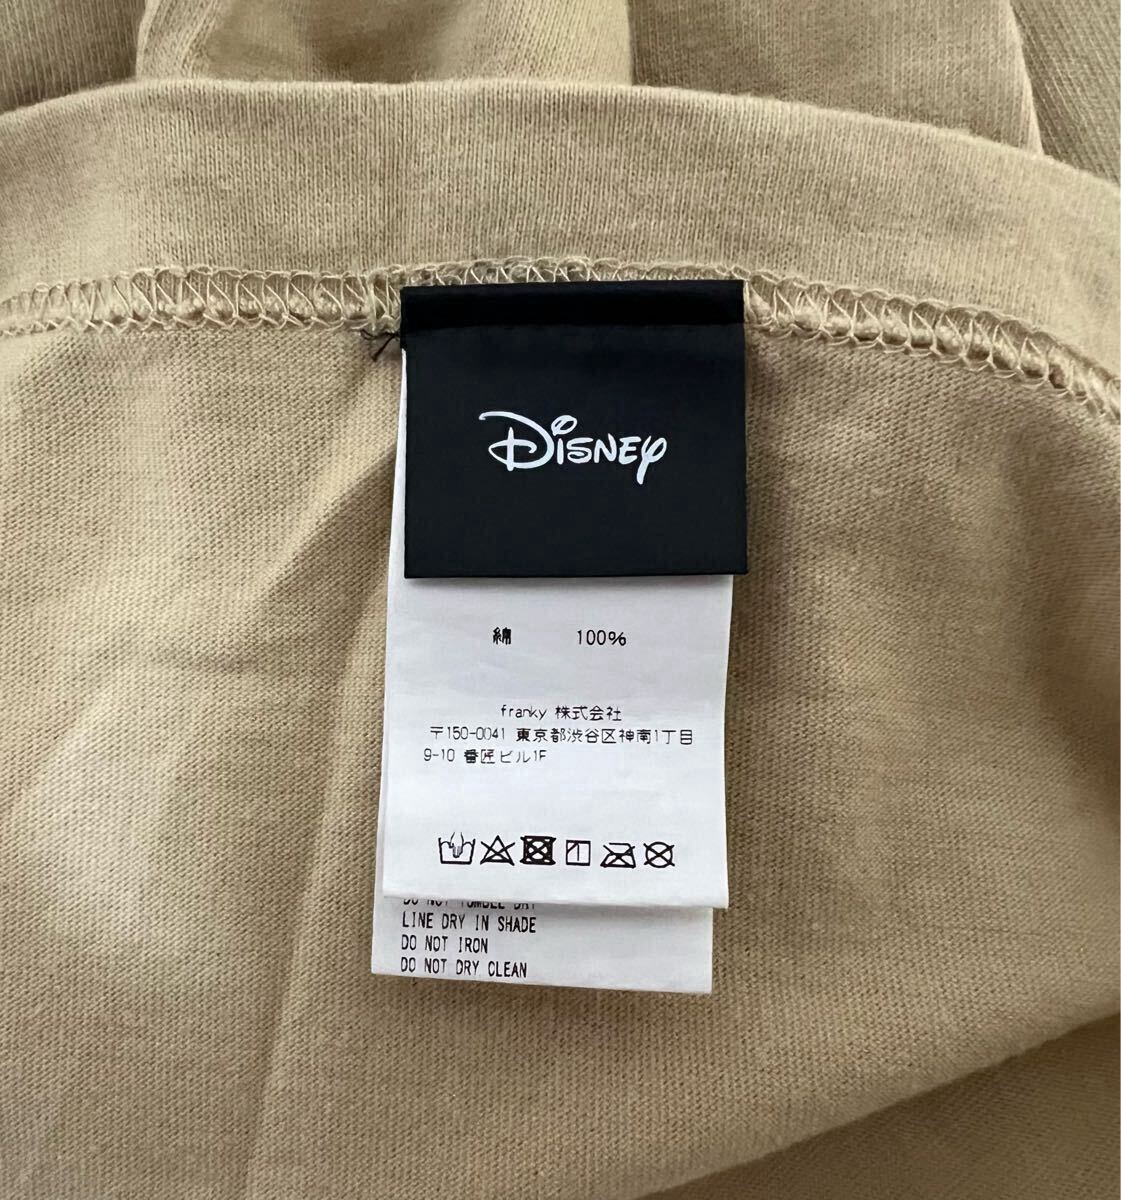 Disney
綿 100%
franky 株式会社
〒150-0041 東京都渋谷区神南1丁目
9-10 番匠ビル1F
DO NOT TUMBLE DRY
LINE DRY IN SHADE
DO NOT IRON
DO NOT DRY CLEAN